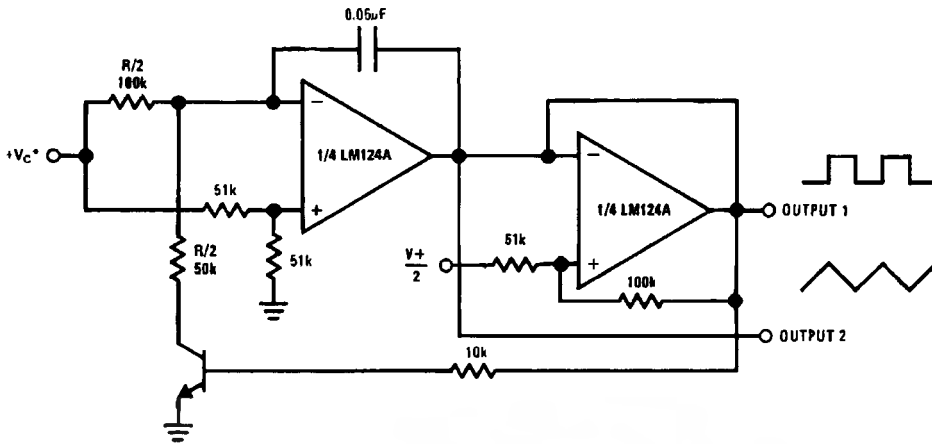 0.05µF
R/2
100k
+VC*
1/4 LM124A
51k
51k
R/2
50k
V+
2
51k
1/4 LM124A
100k
OUTPUT 1
OUTPUT 2
10k